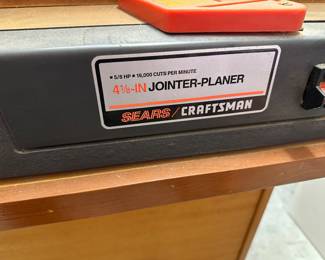 ▪ 5/8 HP ▪ 16,000 CUTS PER MINUTE
4⅛-IN JOINTER-PLANER
SEARS / CRAFTSMAN